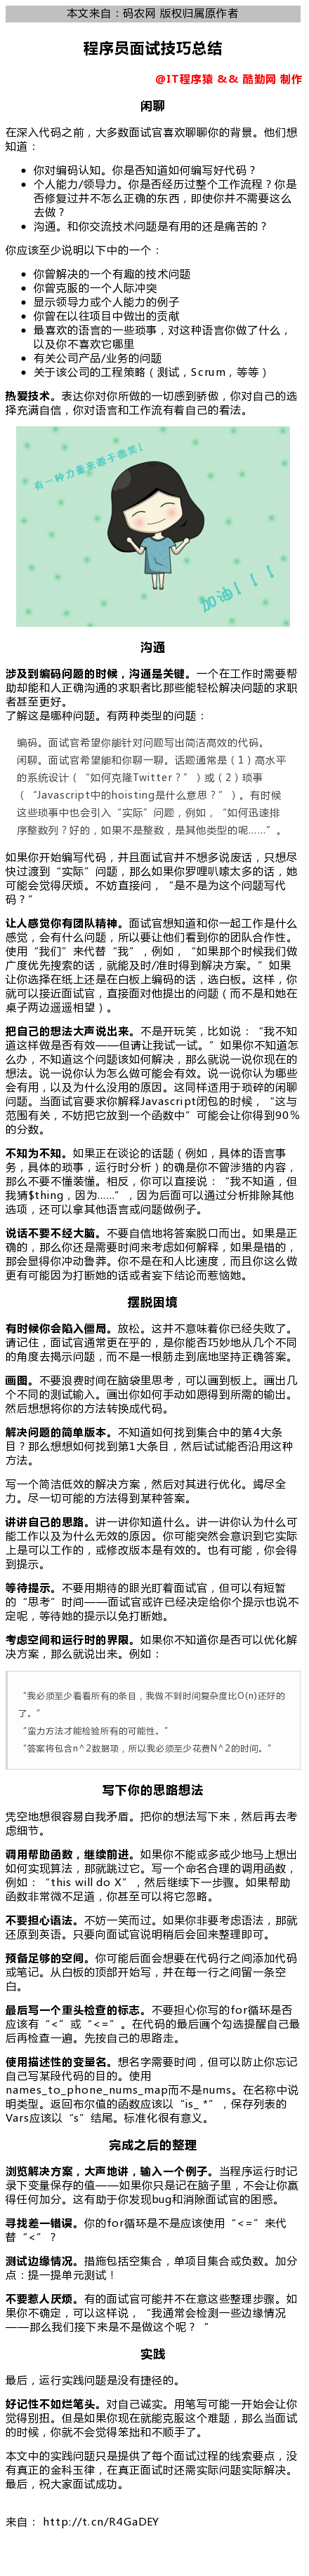 本文来自：码农网 版权归属原作者
程序员面试技巧总结
@IT程序猿 && 酷勤网 制作
闲聊
在深入代码之前，大多数面试官喜欢聊聊你的背景。他们想
知道：
你对编码认知。你是否知道如何编写好代码？
个人能力/领导力。你是否经历过整个工作流程？你是
否修复过并不怎么正确的东西，即使你并不需要这么
去做？
沟通。和你交流技术问题是有用的还是痛苦的？
你应该至少说明以下中的一个：
你曾解决的一个有趣的技术问题
你曾克服的一个人际冲突
显示领导力或个人能力的例子
你曾在以往项目中做出的贡献
最喜欢的语言的一些琐事，对这种语言你做了什么，
以及你不喜欢它哪里
有关公司产品/业务的问题
关于该公司的工程策略（测试，Scrum，等等）
热爱技术。表达你对你所做的一切感到骄傲，你对自己的选
择充满自信，你对语言和工作流有着自己的看法。
有一种力量来源于微笑！
加油！！！
沟通
涉及到编码问题的时候，沟通是关键。一个在工作时需要帮
助却能和人正确沟通的求职者比那些能轻松解决问题的求职
者甚至更好。
了解这是哪种问题。有两种类型的问题：
编码。面试官希望你能针对问题写出简洁高效的代码。
闲聊。面试官希望能和你聊一聊。话题通常是（1）高水平
的系统设计（“如何克隆Twitter？”）或（2）琐事
（“Javascript中的hoisting是什么意思？”）。有时候
这些琐事中也会引入“实际”问题，例如，“如何迅速排
序整数列？好的，如果不是整数，是其他类型的呢……”。
如果你开始编写代码，并且面试官并不想多说废话，只想尽
快过渡到“实际”问题，那么如果你罗哩叭嗦太多的话，她
可能会觉得厌烦。不妨直接问，“是不是为这个问题写代
码？”
让人感觉你有团队精神。面试官想知道和你一起工作是什么
感觉，会有什么问题，所以要让他们看到你的团队合作性。
使用“我们”来代替“我”，例如，“如果那个时候我们做
广度优先搜索的话，就能及时/准时得到解决方案。”如果
让你选择在纸上还是在白板上编码的话，选白板。这样，你
就可以接近面试官，直接面对他提出的问题（而不是和她在
桌子两边遥遥相望）。
把自己的想法大声说出来。不是开玩笑，比如说：“我不知
道这样做是否有效——但请让我试一试。”如果你不知道怎
么办，不知道这个问题该如何解决，那么就说一说你现在的
想法。说一说你认为怎么做可能会有效。说一说你认为哪些
会有用，以及为什么没用的原因。这同样适用于琐碎的闲聊
问题。当面试官要求你解释Javascript闭包的时候，“这与
范围有关，不妨把它放到一个函数中”可能会让你得到90%
的分数。
不知为不知。如果正在谈论的话题（例如，具体的语言事
务，具体的琐事，运行时分析）的确是你不曾涉猎的内容，
那么不要不懂装懂。相反，你可以直接说：“我不知道，但
我猜$thing，因为……”，因为后面可以通过分析排除其他
选项，还可以拿其他语言或问题做例子。
说话不要不经大脑。不要自信地将答案脱口而出。如果是正
确的，那么你还是需要时间来考虑如何解释，如果是错的，
那会显得你冲动鲁莽。你不是在和人比速度，而且你这么做
更有可能因为打断她的话或者妄下结论而惹恼她。
摆脱困境
有时候你会陷入僵局。放松。这并不意味着你已经失败了。
请记住，面试官通常更在乎的，是你能否巧妙地从几个不同
的角度去揭示问题，而不是一根筋走到底地坚持正确答案。
画图。不要浪费时间在脑袋里思考，可以画到板上。画出几
个不同的测试输入。画出你如何手动如愿得到所需的输出。
然后想想将你的方法转换成代码。
解决问题的简单版本。不知道如何找到集合中的第4大条
目？那么想想如何找到第1大条目，然后试试能否沿用这种
方法。
写一个简洁低效的解决方案，然后对其进行优化。竭尽全
力。尽一切可能的方法得到某种答案。
讲讲自己的思路。讲一讲你知道什么。讲一讲你认为什么可
能工作以及为什么无效的原因。你可能突然会意识到它实际
上是可以工作的，或修改版本是有效的。也有可能，你会得
到提示。
等待提示。不要用期待的眼光盯着面试官，但可以有短暂
的“思考”时间——面试官或许已经决定给你个提示也说不
定呢，等待她的提示以免打断她。
考虑空间和运行时的界限。如果你不知道你是否可以优化解
决方案，那么就说出来。例如：
“我必须至少看看所有的条目，我做不到时间复杂度比O(n)还好的
了。”
“蛮力方法才能检验所有的可能性。”
“答案将包含n^2数据项，所以我必须至少花费N^2的时间。”
写下你的思路想法
凭空地想很容易自我矛盾。把你的想法写下来，然后再去考
虑细节。
调用帮助函数，继续前进。如果你不能或多或少地马上想出
如何实现算法，那就跳过它。写一个命名合理的调用函数，
例如：“this will do X”，然后继续下一步骤。如果帮助
函数非常微不足道，你甚至可以将它忽略。
不要担心语法。不妨一笑而过。如果你非要考虑语法，那就
还原到英语。只要向面试官说明稍后会回来整理即可。
预备足够的空间。你可能后面会想要在代码行之间添加代码
或笔记。从白板的顶部开始写，并在每一行之间留一条空
白。
最后写一个重头检查的标志。不要担心你写的for循环是否
应该有“<”或“<=”。在代码的最后画个勾选提醒自己最
后再检查一遍。先按自己的思路走。
使用描述性的变量名。想名字需要时间，但可以防止你忘记
自己写某段代码的目的。使用
names_to_phone_nums_map而不是nums。在名称中说
明类型。返回布尔值的函数应该以“is_*”，保存列表的
Vars应该以“s”结尾。标准化很有意义。
完成之后的整理
浏览解决方案，大声地讲，输入一个例子。当程序运行时记
录下变量保存的值——如果你只是记在脑子里，不会让你赢
得任何加分。这有助于你发现bug和消除面试官的困惑。
寻找差一错误。你的for循环是不是应该使用“<=”来代
替“<”？
测试边缘情况。措施包括空集合，单项目集合或负数。加分
点：提一提单元测试！
不要惹人厌烦。有的面试官可能并不在意这些整理步骤。如
果你不确定，可以这样说，“我通常会检测一些边缘情况
——那么我们接下来是不是做这个呢？”
实践
最后，运行实践问题是没有捷径的。
好记性不如烂笔头。对自己诚实。用笔写可能一开始会让你
觉得别扭。但是如果你现在就能克服这个难题，那么当面试
的时候，你就不会觉得笨拙和不顺手了。
本文中的实践问题只是提供了每个面试过程的线索要点，没
有真正的金科玉律，在真正面试时还需实际问题实际解决。
最后，祝大家面试成功。
来自： http://t.cn/R4GaDEY